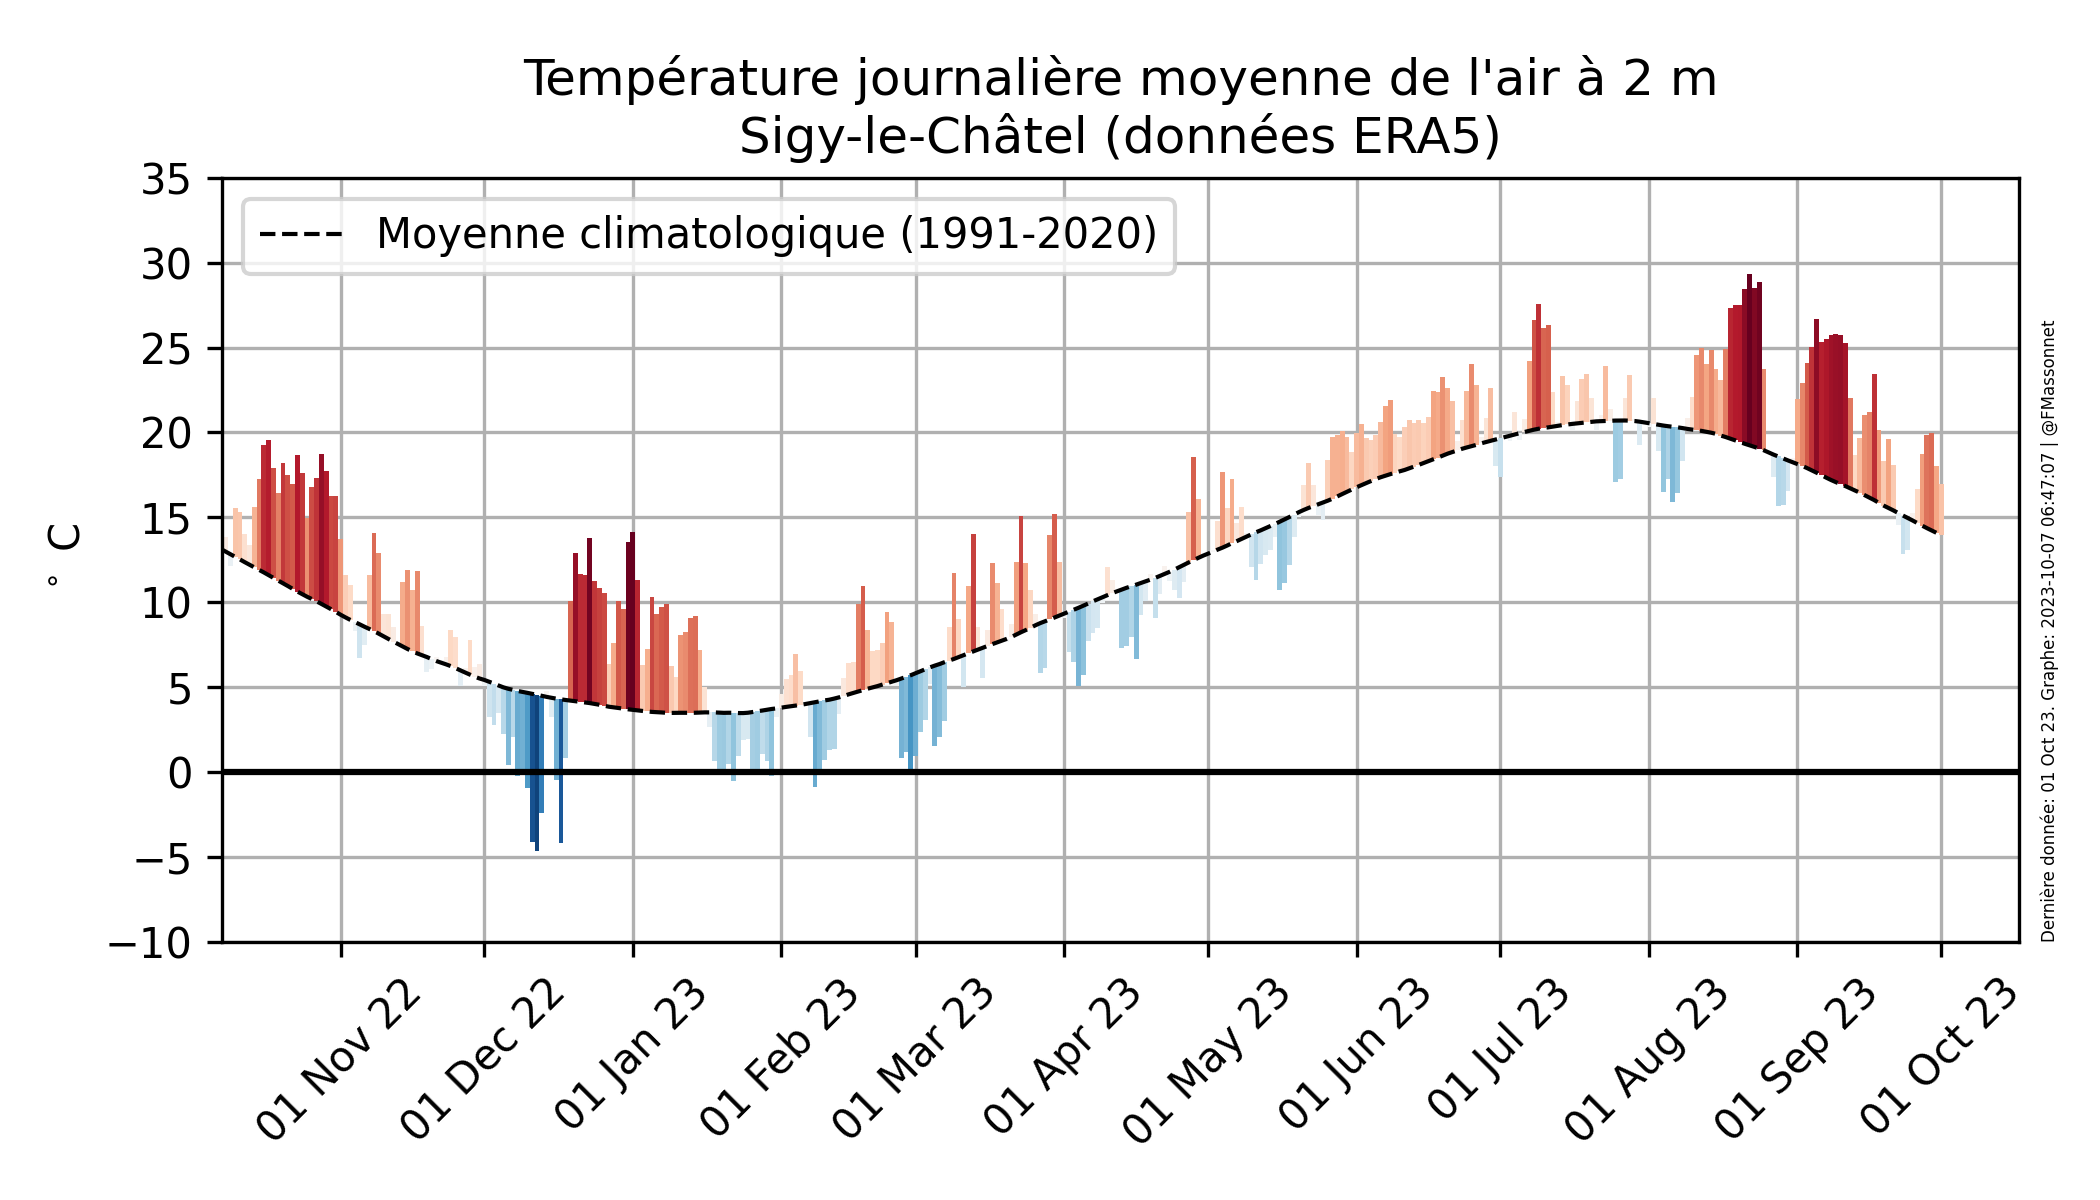 Température journalière moyenne de l'air à 2 m
Sigy-le-Châtel (données ERA5)
Moyenne climatologique (1991-2020)
° C
35
30
25
20
15
10
5
0
−5
−10
01 Nov 22
01 Dec 22
01 Jan 23
01 Feb 23
01 Mar 23
01 Apr 23
01 May 23
01 Jun 23
01 Jul 23
01 Aug 23
01 Sep 23
01 Oct 23
Dernière donnée: 01 Oct 23. Graphe: 2023-10-07 06:47:07 | @FMassonnet